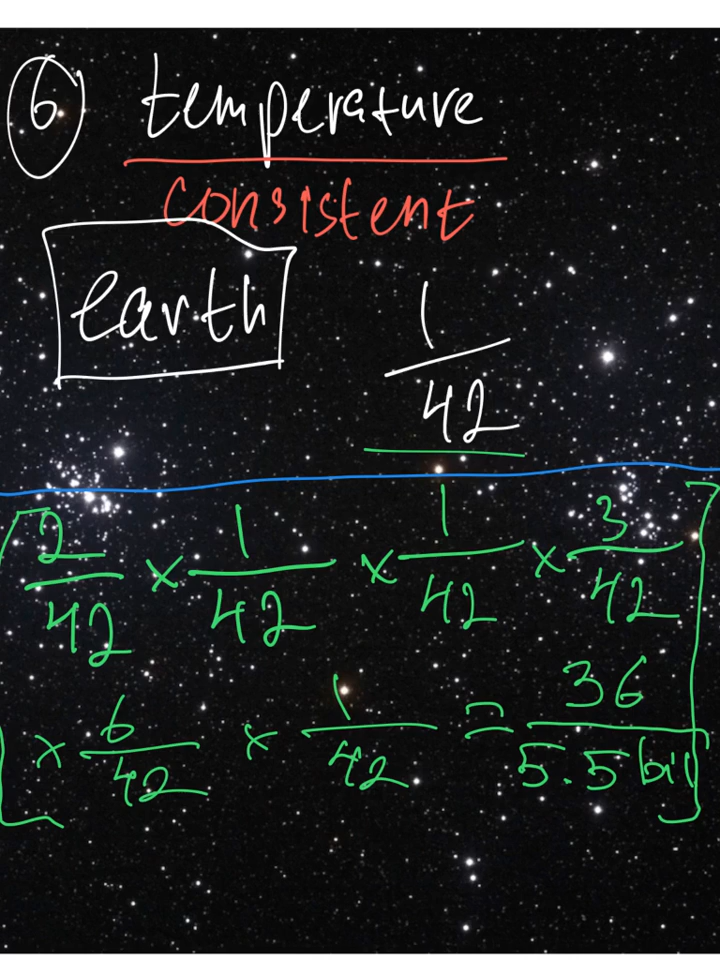 6 temperature
consistent
earth
1/42
2/42 × 1/42 × 1/42 × 3/42
× 6/42 × 1/42 = 36/5.5 bil